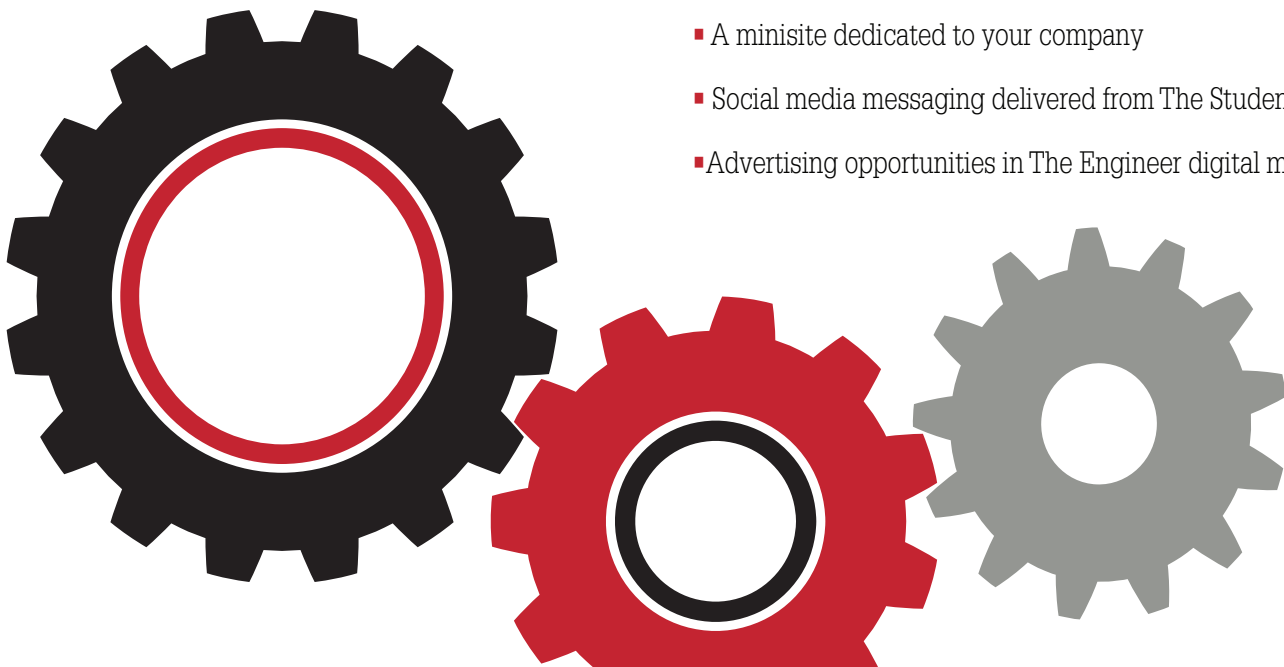 ▪ A minisite dedicated to your company
▪ Social media messaging delivered from The
▪Advertising opportunities in The Engineer digital